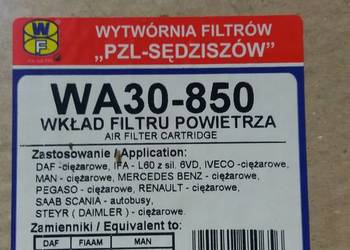 WF
WYTWÓRNIA FILTRÓW
„PZL-SĘDZISZÓW”
WA30-850
WKŁAD FILTRU POWIETRZA
AIR FILTER CARTRIDGE
Zastosowanie / Application:
DAF -ciężarowe, IFA - L60 z sil. 6VD, IVECO -ciężarowe,
MAN - ciężarowe, MERCEDES BENZ - ciężarowe,
PEGASO - ciężarowe, RENAULT - ciężarowe,
SAAB SCANIA - autobusy,
STEYR ( DAIMLER ) - ciężarowe.
Zamienniki / Equivalent to:
DAF FIAAM MAN